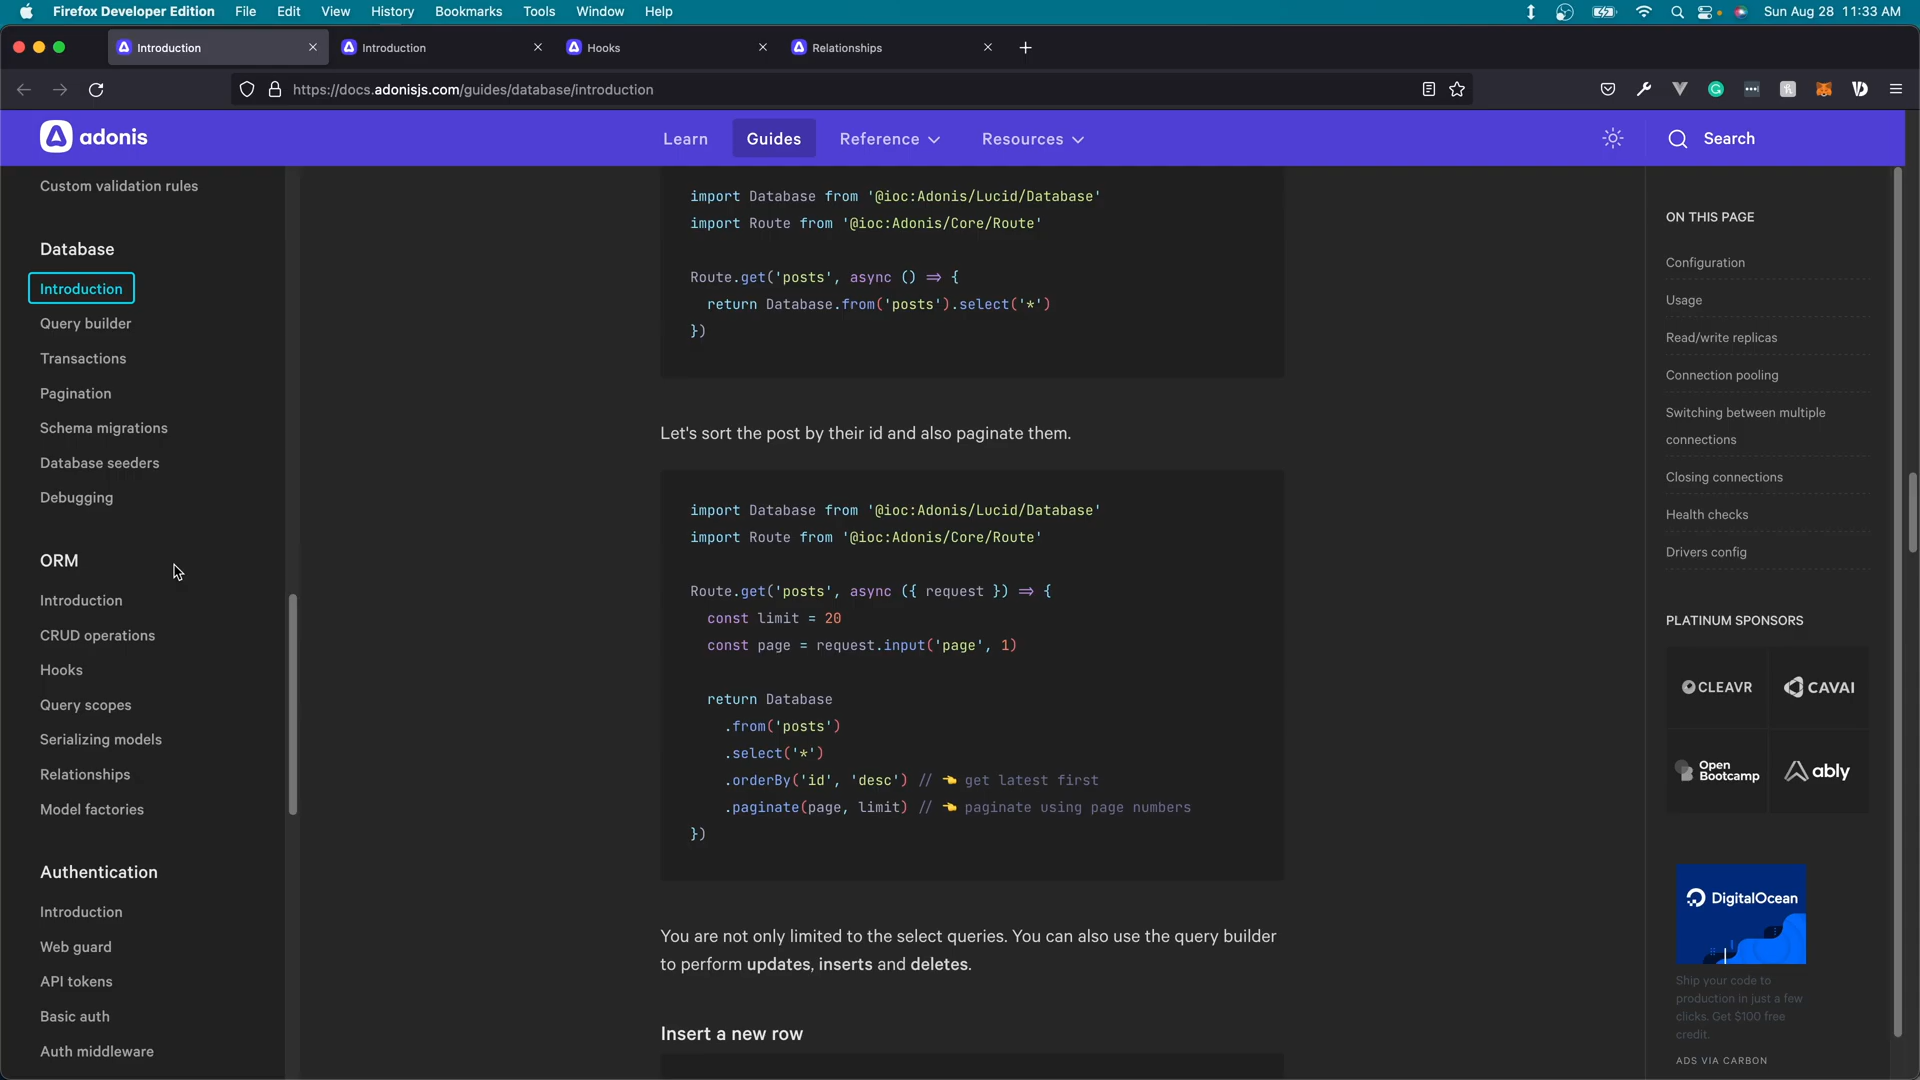 Firefox Developer Edition File Edit View History Bookmarks Tools Window Help Sun Aug 28 11:33 AM
Introduction Introduction Hooks Relationships
https://docs.adonisjs.com/guides/database/introduction
adonis Learn Guides Reference Resources Search
Custom validation rules
Database
Introduction
Query builder
Transactions
Pagination
Schema migrations
Database seeders
Debugging
ORM
Introduction
CRUD operations
Hooks
Query scopes
Serializing models
Relationships
Model factories
Authentication
Introduction
Web guard
API tokens
Basic auth
Auth middleware
import Database from '@ioc:Adonis/Lucid/Database'
import Route from '@ioc:Adonis/Core/Route'
Route.get('posts', async () => {
return Database.from('posts').select('*')
})
Let's sort the post by their id and also paginate them.
import Database from '@ioc:Adonis/Lucid/Database'
import Route from '@ioc:Adonis/Core/Route'
Route.get('posts', async ({ request }) => {
const limit = 20
const page = request.input('page', 1)
return Database
.from('posts')
.select('*')
.orderBy('id', 'desc') // 👈 get latest first
.paginate(page, limit) // 👈 paginate using page numbers
})
You are not only limited to the select queries. You can also use the query builder
to perform updates, inserts and deletes.
Insert a new row
ON THIS PAGE
Configuration
Usage
Read/write replicas
Connection pooling
Switching between multiple
connections
Closing connections
Health checks
Drivers config
PLATINUM SPONSORS
CLEAVR CAVAI
Open
Bootcamp ably
DigitalOcean
Ship your code to
production in just a few
clicks. Get $100 free
credit.
ADS VIA CARBON